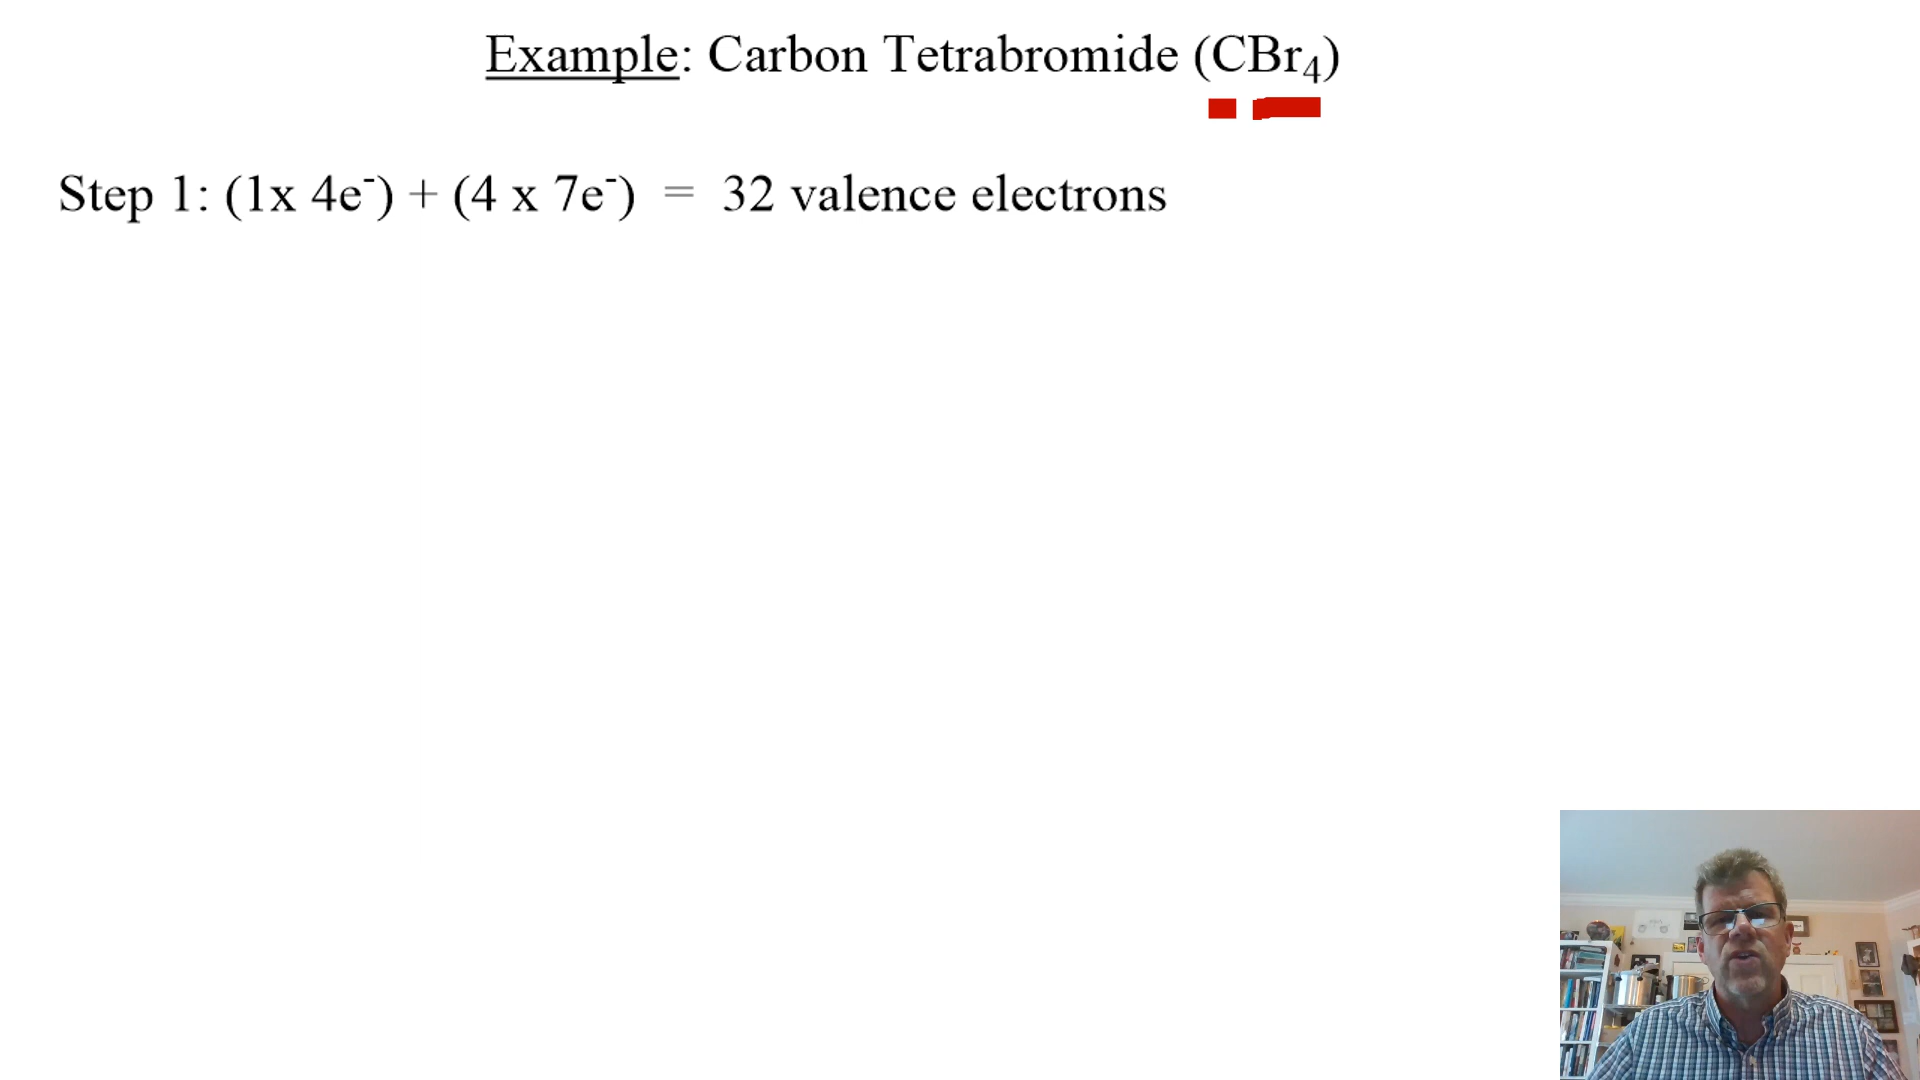 Example: Carbon Tetrabromide (CBr₄)
Step 1: (1x 4e⁻) + (4 x 7e⁻) = 32 valence electrons